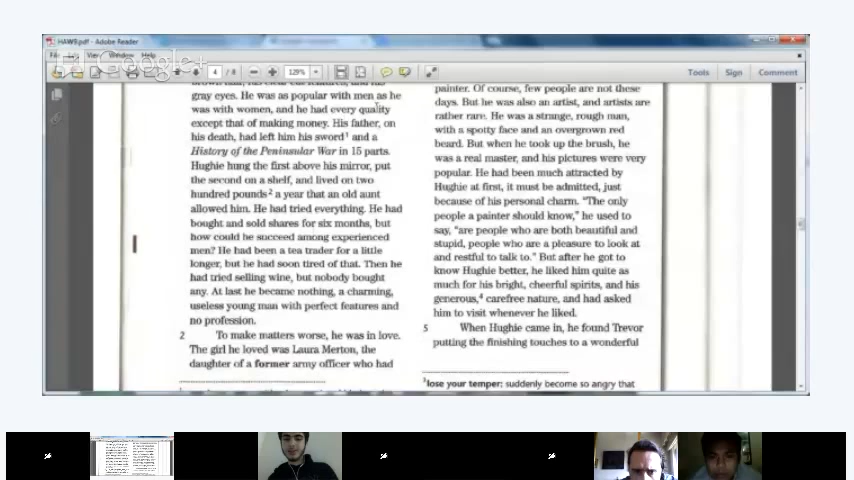 HAW9.pdf - Adobe Reader
View Window Help
Google+
4 / 8 129% Tools Sign Comment
gray eyes. He was as popular with men as he
was with women, and he had every quality
except that of making money. His father, on
his death, had left him his sword1 and a
History of the Peninsular War in 15 parts.
Hughie hung the first above his mirror, put
the second on a shelf, and lived on two
hundred pounds2 a year that an old aunt
allowed him. He had tried everything. He had
bought and sold shares for six months, but
how could he succeed among experienced
men? He had been a tea trader for a little
longer, but he had soon tired of that. Then he
had tried selling wine, but nobody bought
any. At last he became nothing, a charming,
useless young man with perfect features and
no profession.
2 To make matters worse, he was in love.
The girl he loved was Laura Merton, the
daughter of a former army officer who had
painter. Of course, few people are not these
days. But he was also an artist, and artists are
rather rare. He was a strange, rough man,
with a spotty face and an overgrown red
beard. But when he took up the brush, he
was a real master, and his pictures were very
popular. He had been much attracted by
Hughie at first, it must be admitted, just
because of his personal charm. "The only
people a painter should know," he used to
say, "are people who are both beautiful and
stupid, people who are a pleasure to look at
and restful to talk to." But after he got to
know Hughie better, he liked him quite as
much for his bright, cheerful spirits, and his
generous,4 carefree nature, and had asked
him to visit whenever he liked.
5 When Hughie came in, he found Trevor
putting the finishing touches to a wonderful
3lose your temper: suddenly become so angry that